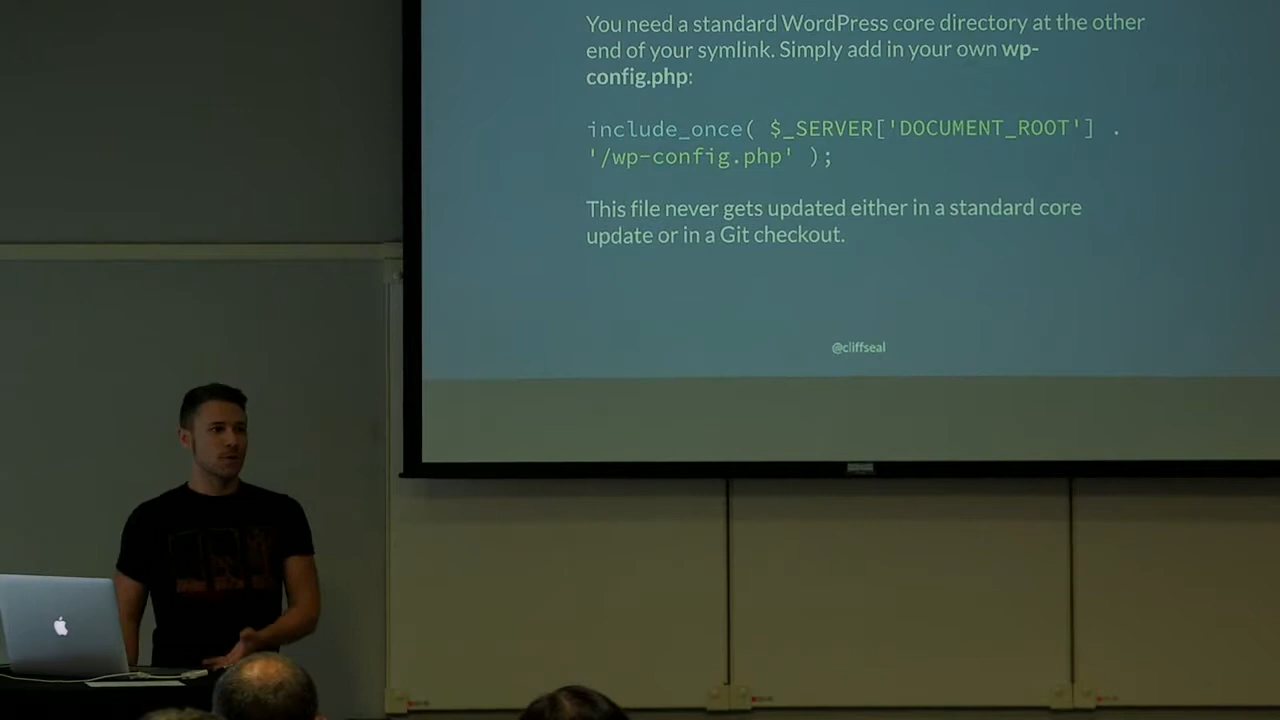 You need a standard WordPress core directory at the other
end of your symlink. Simply add in your own wp-
config.php:
include_once( $_SERVER['DOCUMENT_ROOT'] .
'/wp-config.php' );
This file never gets updated either in a standard core
update or in a Git checkout.
@cliffseal